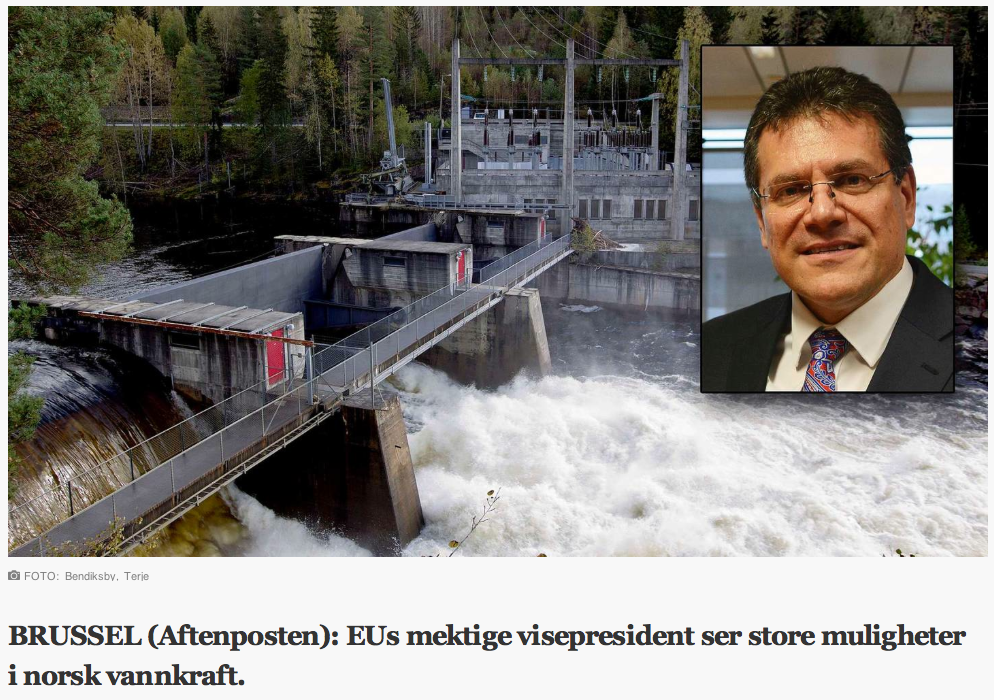 FOTO: Bendiksby, Terje
BRUSSEL (Aftenposten): EUs mektige visepresident ser store muligheter
i norsk vannkraft.